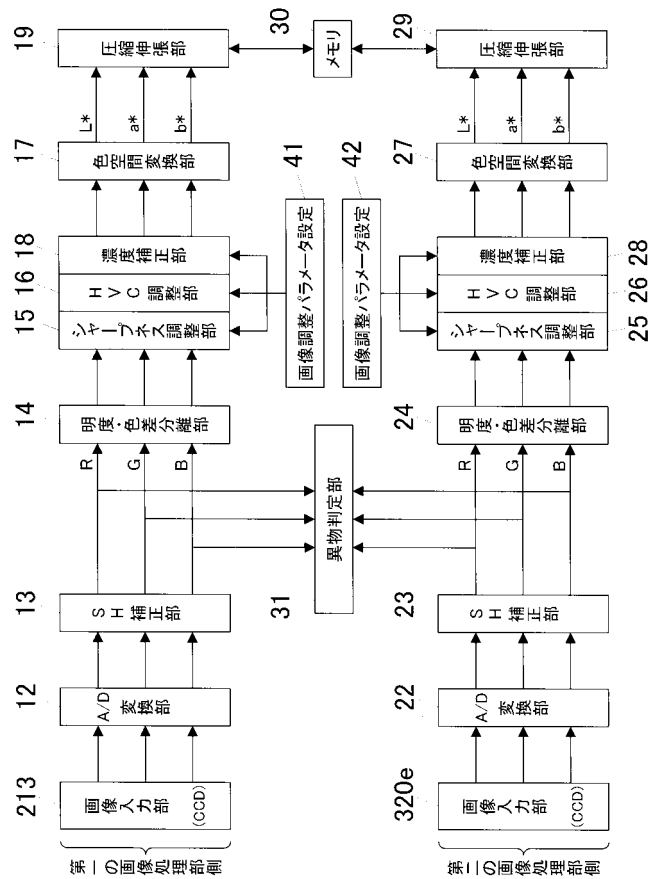 第一の画像処理部側
213
画像入力部
(CCD)
12
A/D
変換部
13
SH補正部
R
G
B
14
明度・色差分離部
15
シャープネス調整部
16
HVC調整部
18
濃度補正部
17
色空間変換部
L*
a*
b*
19
圧縮伸張部
31
異物判定部
41
画像調整パラメータ設定
42
画像調整パラメータ設定
30
メモリ
第二の画像処理部側
320e
画像入力部
(CCD)
22
A/D
変換部
23
SH補正部
R
G
B
24
明度・色差分離部
25
シャープネス調整部
26
HVC調整部
28
濃度補正部
27
色空間変換部
L*
a*
b*
29
圧縮伸張部